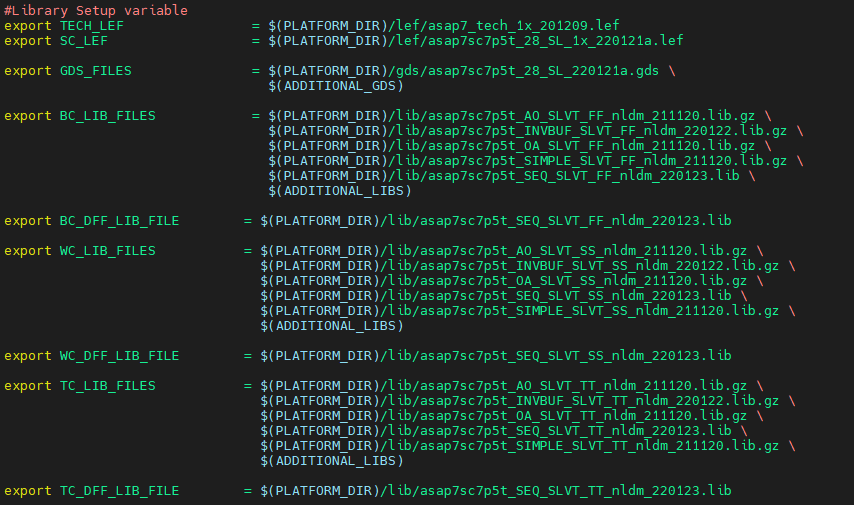 #Library Setup variable
export TECH_LEF                = $(PLATFORM_DIR)/lef/asap7_tech_1x_201209.lef
export SC_LEF                  = $(PLATFORM_DIR)/lef/asap7sc7p5t_28_SL_1x_220121a.lef
export GDS_FILES               = $(PLATFORM_DIR)/gds/asap7sc7p5t_28_SL_220121a.gds \
$(ADDITIONAL_GDS)
export BC_LIB_FILES            = $(PLATFORM_DIR)/lib/asap7sc7p5t_AO_SLVT_FF_nldm_211120.lib.gz \
$(PLATFORM_DIR)/lib/asap7sc7p5t_INVBUF_SLVT_FF_nldm_220122.lib.gz \
$(PLATFORM_DIR)/lib/asap7sc7p5t_OA_SLVT_FF_nldm_211120.lib.gz \
$(PLATFORM_DIR)/lib/asap7sc7p5t_SIMPLE_SLVT_FF_nldm_211120.lib.gz \
$(PLATFORM_DIR)/lib/asap7sc7p5t_SEQ_SLVT_FF_nldm_220123.lib \
$(ADDITIONAL_LIBS)
export BC_DFF_LIB_FILE        = $(PLATFORM_DIR)/lib/asap7sc7p5t_SEQ_SLVT_FF_nldm_220123.lib
export WC_LIB_FILES           = $(PLATFORM_DIR)/lib/asap7sc7p5t_AO_SLVT_SS_nldm_211120.lib.gz \
$(PLATFORM_DIR)/lib/asap7sc7p5t_INVBUF_SLVT_SS_nldm_220122.lib.gz \
$(PLATFORM_DIR)/lib/asap7sc7p5t_OA_SLVT_SS_nldm_211120.lib.gz \
$(PLATFORM_DIR)/lib/asap7sc7p5t_SEQ_SLVT_SS_nldm_220123.lib \
$(PLATFORM_DIR)/lib/asap7sc7p5t_SIMPLE_SLVT_SS_nldm_211120.lib.gz \
$(ADDITIONAL_LIBS)
export WC_DFF_LIB_FILE        = $(PLATFORM_DIR)/lib/asap7sc7p5t_SEQ_SLVT_SS_nldm_220123.lib
export TC_LIB_FILES           = $(PLATFORM_DIR)/lib/asap7sc7p5t_AO_SLVT_TT_nldm_211120.lib.gz \
$(PLATFORM_DIR)/lib/asap7sc7p5t_INVBUF_SLVT_TT_nldm_220122.lib.gz \
$(PLATFORM_DIR)/lib/asap7sc7p5t_OA_SLVT_TT_nldm_211120.lib.gz \
$(PLATFORM_DIR)/lib/asap7sc7p5t_SEQ_SLVT_TT_nldm_220123.lib \
$(PLATFORM_DIR)/lib/asap7sc7p5t_SIMPLE_SLVT_TT_nldm_211120.lib.gz \
$(ADDITIONAL_LIBS)
export TC_DFF_LIB_FILE        = $(PLATFORM_DIR)/lib/asap7sc7p5t_SEQ_SLVT_TT_nldm_220123.lib